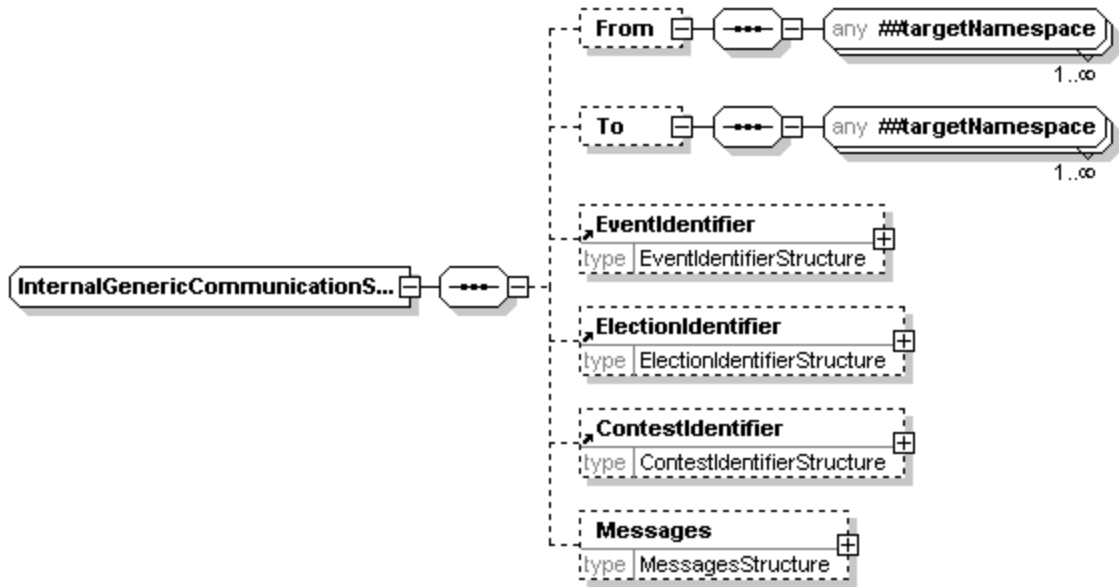 From
any ##targetNamespace
1..∞
To
any ##targetNamespace
1..∞
EventIdentifier
type EventIdentifierStructure
InternalGenericCommunicationS...
ElectionIdentifier
type ElectionIdentifierStructure
ContestIdentifier
type ContestIdentifierStructure
Messages
type MessagesStructure